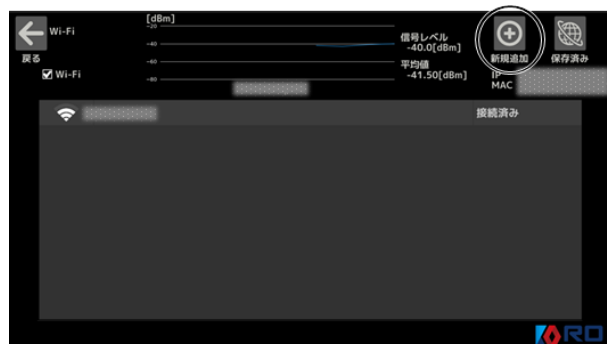 Wi-Fi
戻る
Wi-Fi
[dBm]
-20
-40
-60
-80
信号レベル
-40.0[dBm]
平均値
-41.50[dBm]
新規追加
保存済み
IP
MAC
接続済み
RO